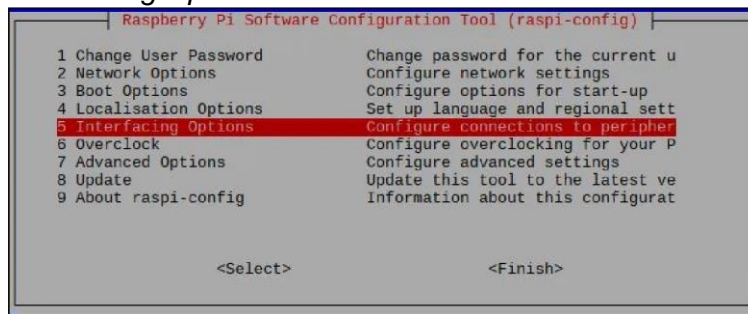 Raspberry Pi Software Configuration Tool (raspi-config)
1 Change User Password Change password for the current u
2 Network Options Configure network settings
3 Boot Options Configure options for start-up
4 Localisation Options Set up language and regional sett
5 Interfacing Options Configure connections to peripher
6 Overclock Configure overclocking for your P
7 Advanced Options Configure advanced settings
8 Update Update this tool to the latest ve
9 About raspi-config Information about this configurat
<Select> <Finish>